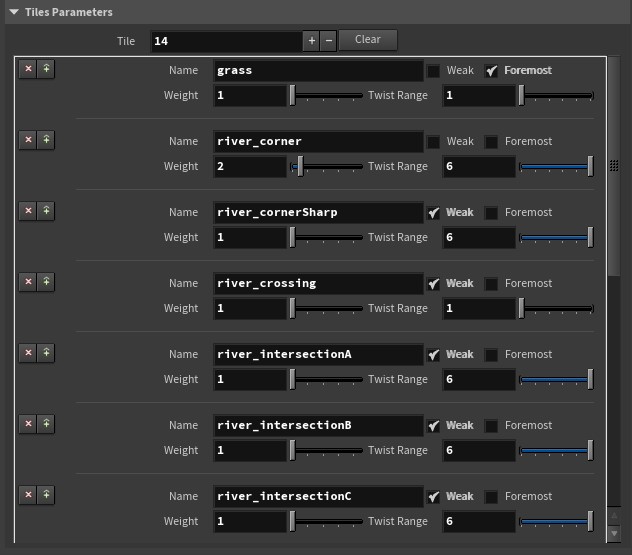 Tiles Parameters
Tile 14 + − Clear
Name grass Weak Foremost
Weight 1 Twist Range 1
Name river_corner Weak Foremost
Weight 2 Twist Range 6
Name river_cornerSharp Weak Foremost
Weight 1 Twist Range 6
Name river_crossing Weak Foremost
Weight 1 Twist Range 1
Name river_intersectionA Weak Foremost
Weight 1 Twist Range 6
Name river_intersectionB Weak Foremost
Weight 1 Twist Range 6
Name river_intersectionC Weak Foremost
Weight 1 Twist Range 6